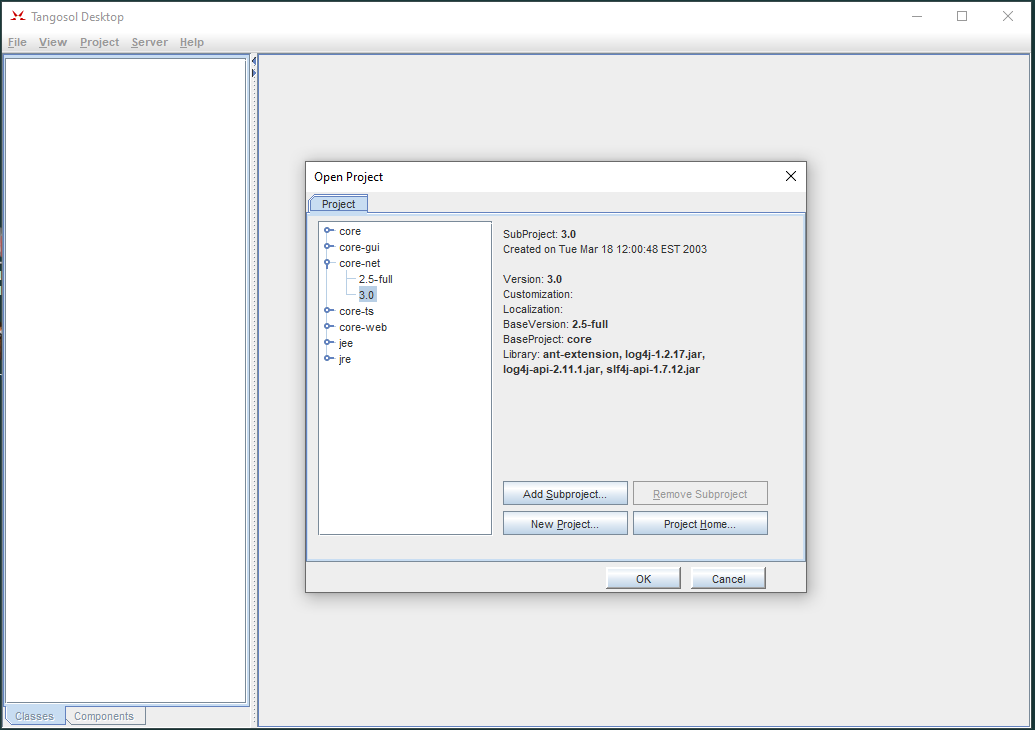 Tangosol Desktop
File View Project Server Help
Open Project
Project
core
core-gui
core-net
2.5-full
3.0
core-ts
core-web
jee
jre
SubProject: 3.0
Created on Tue Mar 18 12:00:48 EST 2003
Version: 3.0
Customization:
Localization:
BaseVersion: 2.5-full
BaseProject: core
Library: ant-extension, log4j-1.2.17.jar,
log4j-api-2.11.1.jar, slf4j-api-1.7.12.jar
Add Subproject... Remove Subproject
New Project... Project Home...
OK Cancel
Classes Components